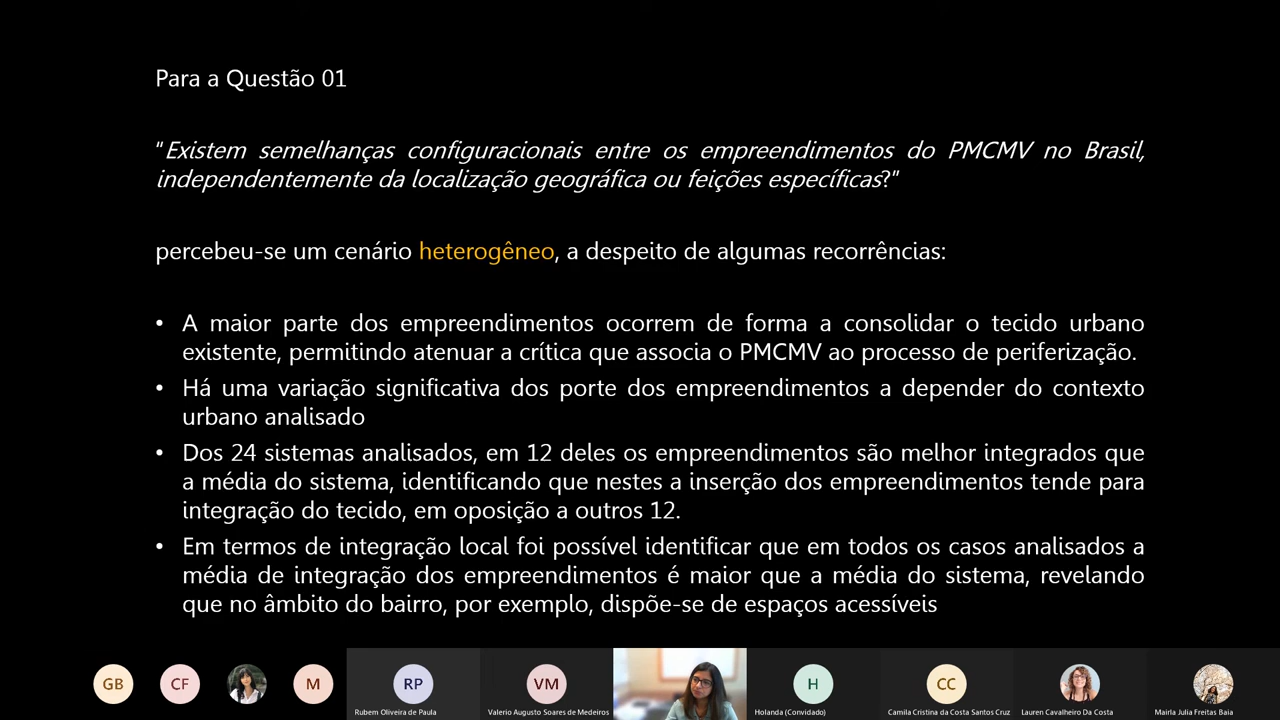 Para a Questão 01
"Existem semelhanças configuracionais entre os empreendimentos do PMCMV no Brasil,
independentemente da localização geográfica ou feições específicas?"
percebeu-se um cenário heterogêneo, a despeito de algumas recorrências:
• A maior parte dos empreendimentos ocorrem de forma a consolidar o tecido urbano
existente, permitindo atenuar a crítica que associa o PMCMV ao processo de periferização.
• Há uma variação significativa dos porte dos empreendimentos a depender do contexto
urbano analisado
• Dos 24 sistemas analisados, em 12 deles os empreendimentos são melhor integrados que
a média do sistema, identificando que nestes a inserção dos empreendimentos tende para
integração do tecido, em oposição a outros 12.
• Em termos de integração local foi possível identificar que em todos os casos analisados a
média de integração dos empreendimentos é maior que a média do sistema, revelando
que no âmbito do bairro, por exemplo, dispõe-se de espaços acessíveis
GB CF M RP VM H CC
Rubem Oliveira de Paula Valerio Augusto Soares de Medeiros Holanda (Convidado) Camila Cristina da Costa Santos Cruz Lauren Cavalheiro Da Costa Mairla Julia Freitas Baia